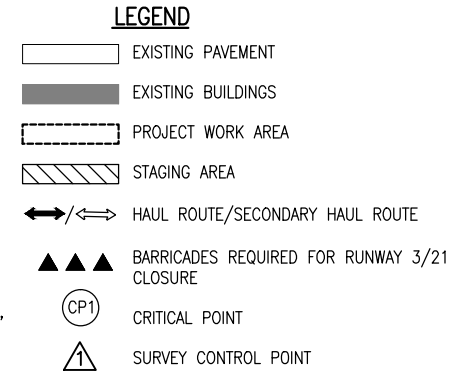 LEGEND
EXISTING PAVEMENT
EXISTING BUILDINGS
PROJECT WORK AREA
STAGING AREA
/ HAUL ROUTE/SECONDARY HAUL ROUTE
BARRICADES REQUIRED FOR RUNWAY 3/21
CLOSURE
CP1 CRITICAL POINT
1 SURVEY CONTROL POINT